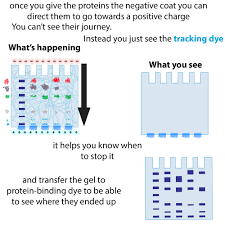 once you give the proteins the negative coat you can
direct them to go towards a positive charge
You can't see their journey.
Instead you just see the tracking dye
What's happening
What you see
it helps you know when
to stop it
and transfer the gel to
protein-binding dye to be able
to see where they ended up